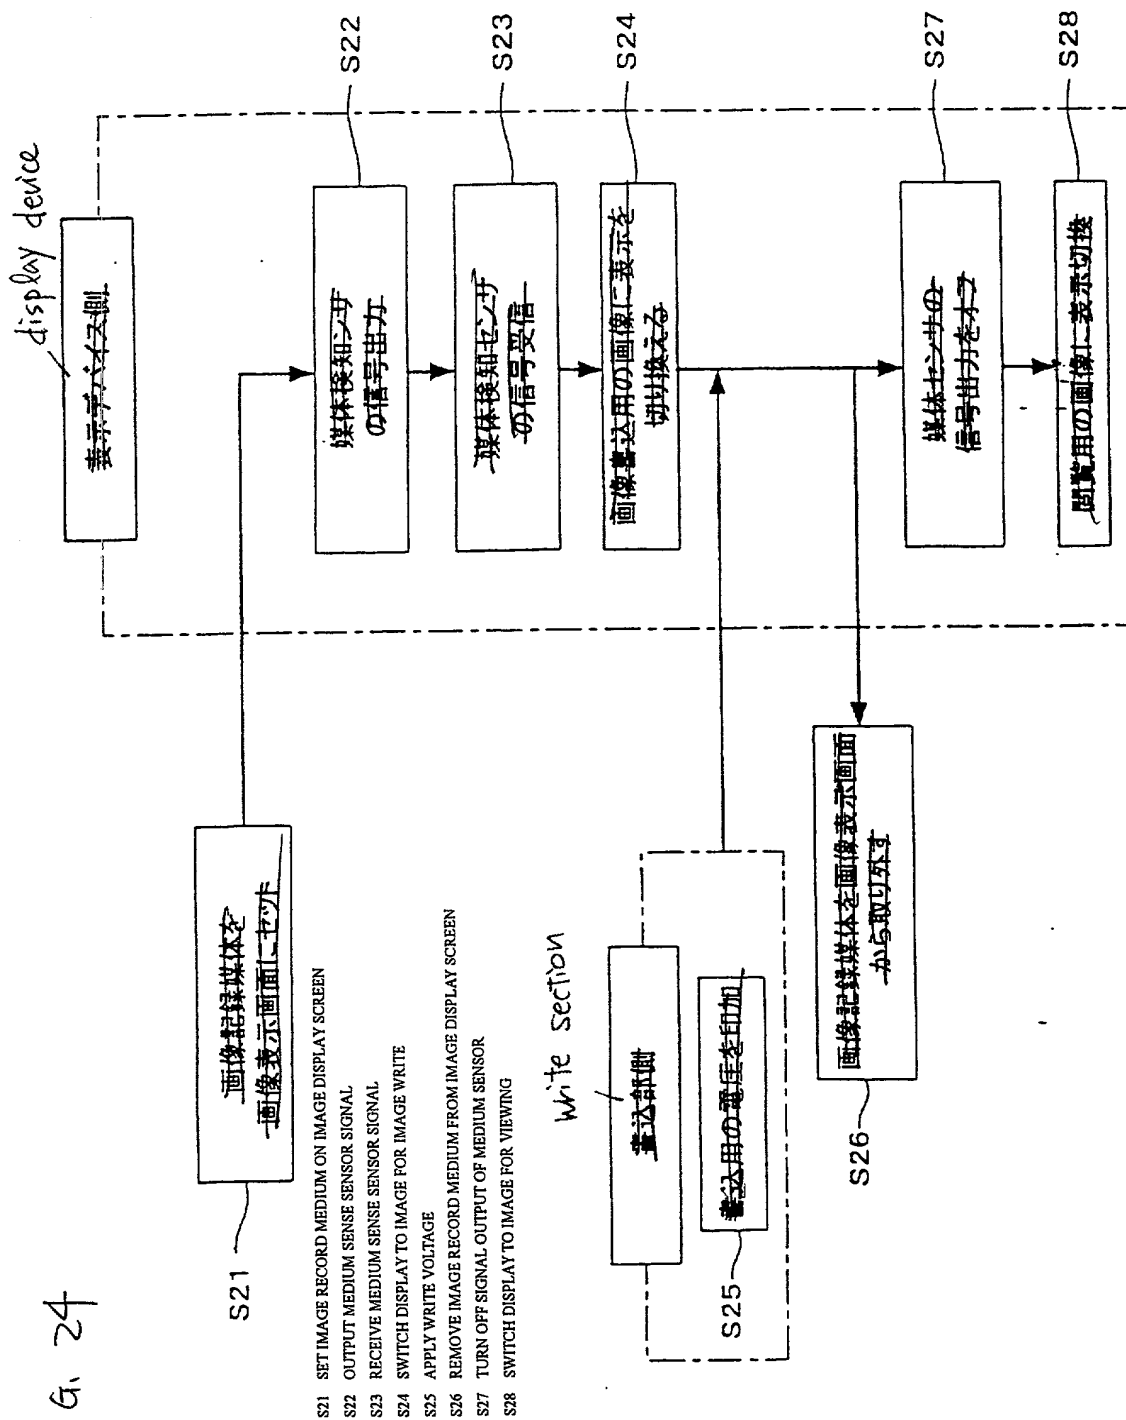 G. 24
display device
表示デバイス側
画像記録媒体を
画像表示画面にセット
S21
媒体検知ンサ
の信号出力
S22
媒体検知センサ
の信号受信
S23
画像書込用の画像に表示を
切り換える
S24
write section
書込部側
書込用の電圧を印加
S25
画像記録媒体を画像表示画面
から取り外す
S26
媒体センサの
信号出力をオフ
S27
閲覧用の画像に表示切換
S28
S21 SET IMAGE RECORD MEDIUM ON IMAGE DISPLAY SCREEN
S22 OUTPUT MEDIUM SENSE SENSOR SIGNAL
S23 RECEIVE MEDIUM SENSE SENSOR SIGNAL
S24 SWITCH DISPLAY TO IMAGE FOR IMAGE WRITE
S25 APPLY WRITE VOLTAGE
S26 REMOVE IMAGE RECORD MEDIUM FROM IMAGE DISPLAY SCREEN
S27 TURN OFF SIGNAL OUTPUT OF MEDIUM SENSOR
S28 SWITCH DISPLAY TO IMAGE FOR VIEWING